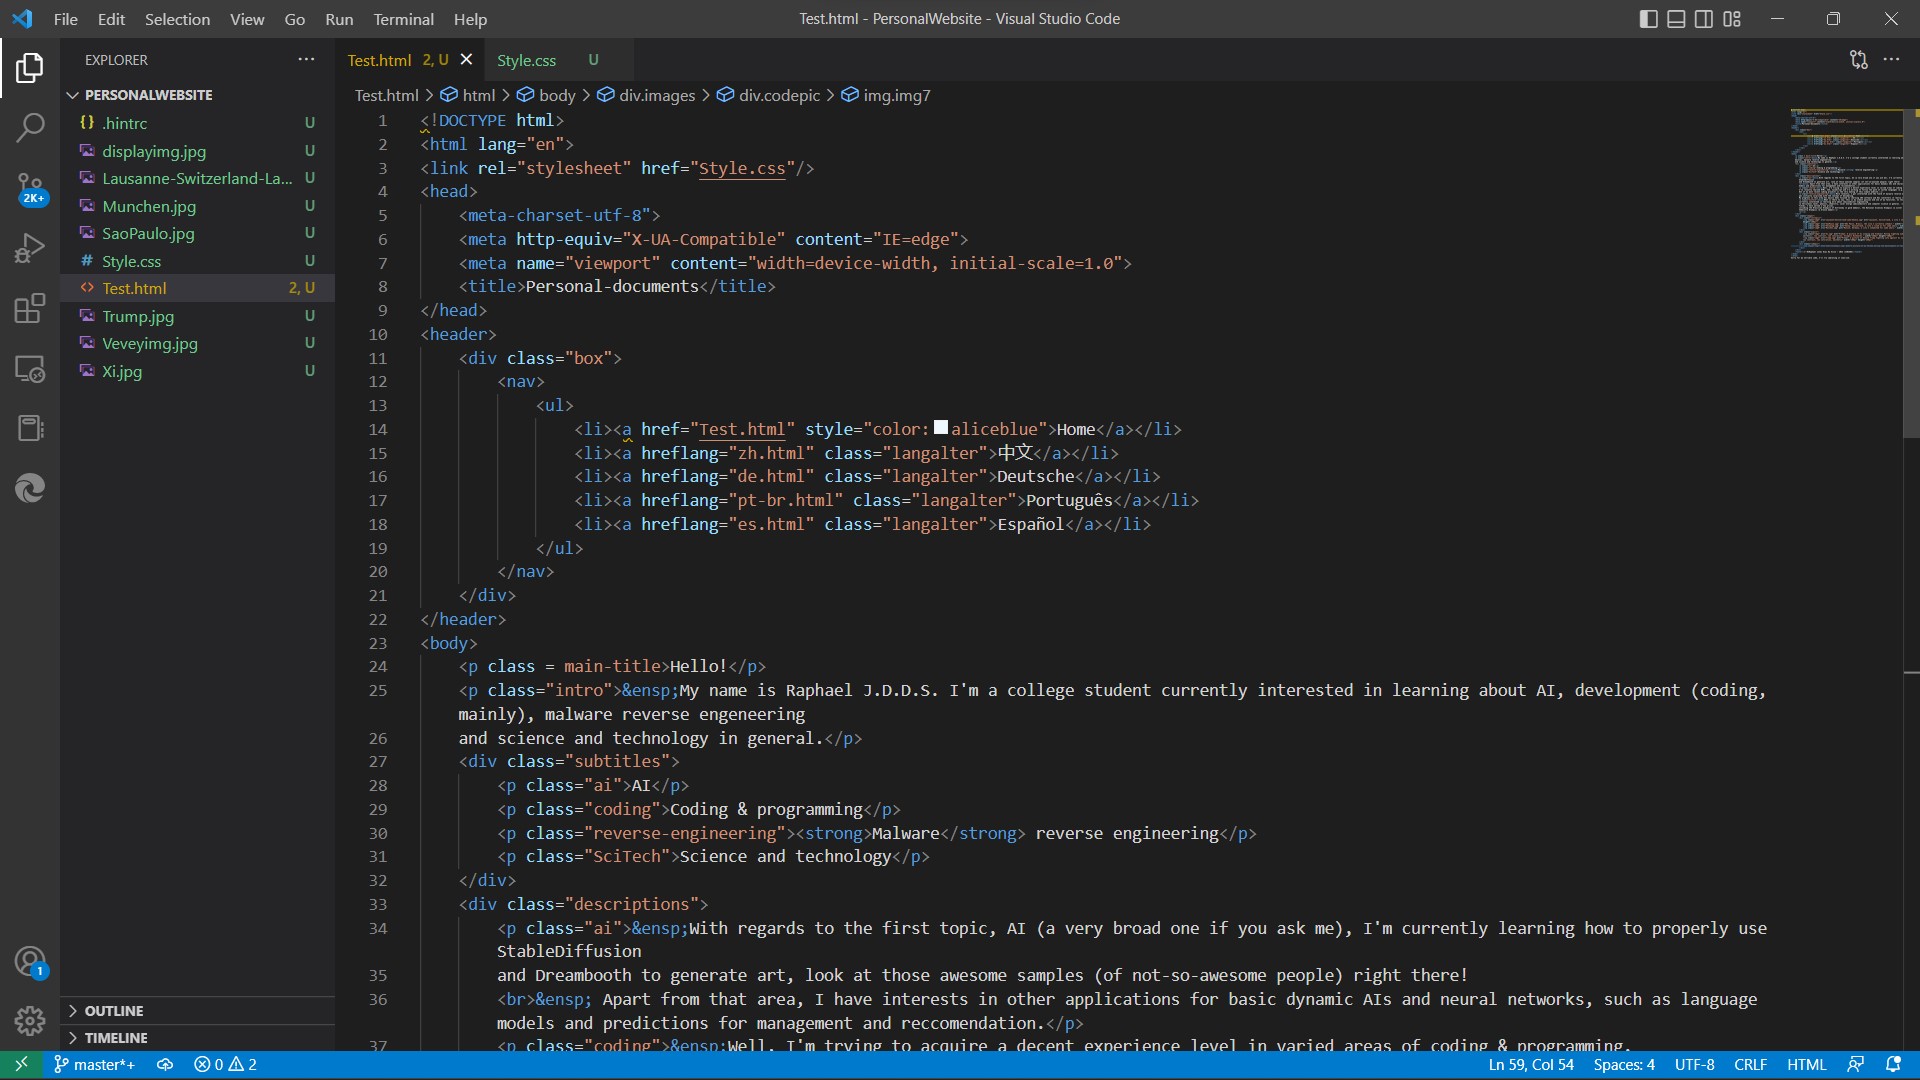 File Edit Selection View Go Run Terminal Help
Test.html - PersonalWebsite - Visual Studio Code
EXPLORER
PERSONALWEBSITE
{} .hintrc U
displayimg.jpg U
Lausanne-Switzerland-La... U
Munchen.jpg U
SaoPaulo.jpg U
# Style.css U
<> Test.html 2, U
Trump.jpg U
Veveyimg.jpg U
Xi.jpg U
2K+
1
OUTLINE
TIMELINE
Test.html 2, U
Style.css U
Test.html > html > body > div.images > div.codepic > img.img7
1 <!DOCTYPE html>
2 <html lang="en">
3 <link rel="stylesheet" href="Style.css"/>
4 <head>
5 <meta-charset-utf-8">
6 <meta http-equiv="X-UA-Compatible" content="IE=edge">
7 <meta name="viewport" content="width=device-width, initial-scale=1.0">
8 <title>Personal-documents</title>
9 </head>
10 <header>
11 <div class="box">
12 <nav>
13 <ul>
14 <li><a href="Test.html" style="color:aliceblue">Home</a></li>
15 <li><a hreflang="zh.html" class="langalter">中文</a></li>
16 <li><a hreflang="de.html" class="langalter">Deutsche</a></li>
17 <li><a hreflang="pt-br.html" class="langalter">Português</a></li>
18 <li><a hreflang="es.html" class="langalter">Español</a></li>
19 </ul>
20 </nav>
21 </div>
22 </header>
23 <body>
24 <p class = main-title>Hello!</p>
25 <p class="intro">&ensp;My name is Raphael J.D.D.S. I'm a college student currently interested in learning about AI, development (coding,
mainly), malware reverse engeneering
26 and science and technology in general.</p>
27 <div class="subtitles">
28 <p class="ai">AI</p>
29 <p class="coding">Coding & programming</p>
30 <p class="reverse-engineering"><strong>Malware</strong> reverse engineering</p>
31 <p class="SciTech">Science and technology</p>
32 </div>
33 <div class="descriptions">
34 <p class="ai">&ensp;With regards to the first topic, AI (a very broad one if you ask me), I'm currently learning how to properly use
StableDiffusion
35 and Dreambooth to generate art, look at those awesome samples (of not-so-awesome people) right there!
36 <br>&ensp; Apart from that area, I have interests in other applications for basic dynamic AIs and neural networks, such as language
models and predictions for management and reccomendation.</p>
37 <p class="coding">&ensp;Well, I'm trying to acquire a decent experience level in varied areas of coding & programming.
master*+ 0 2
Ln 59, Col 54 Spaces: 4 UTF-8 CRLF HTML